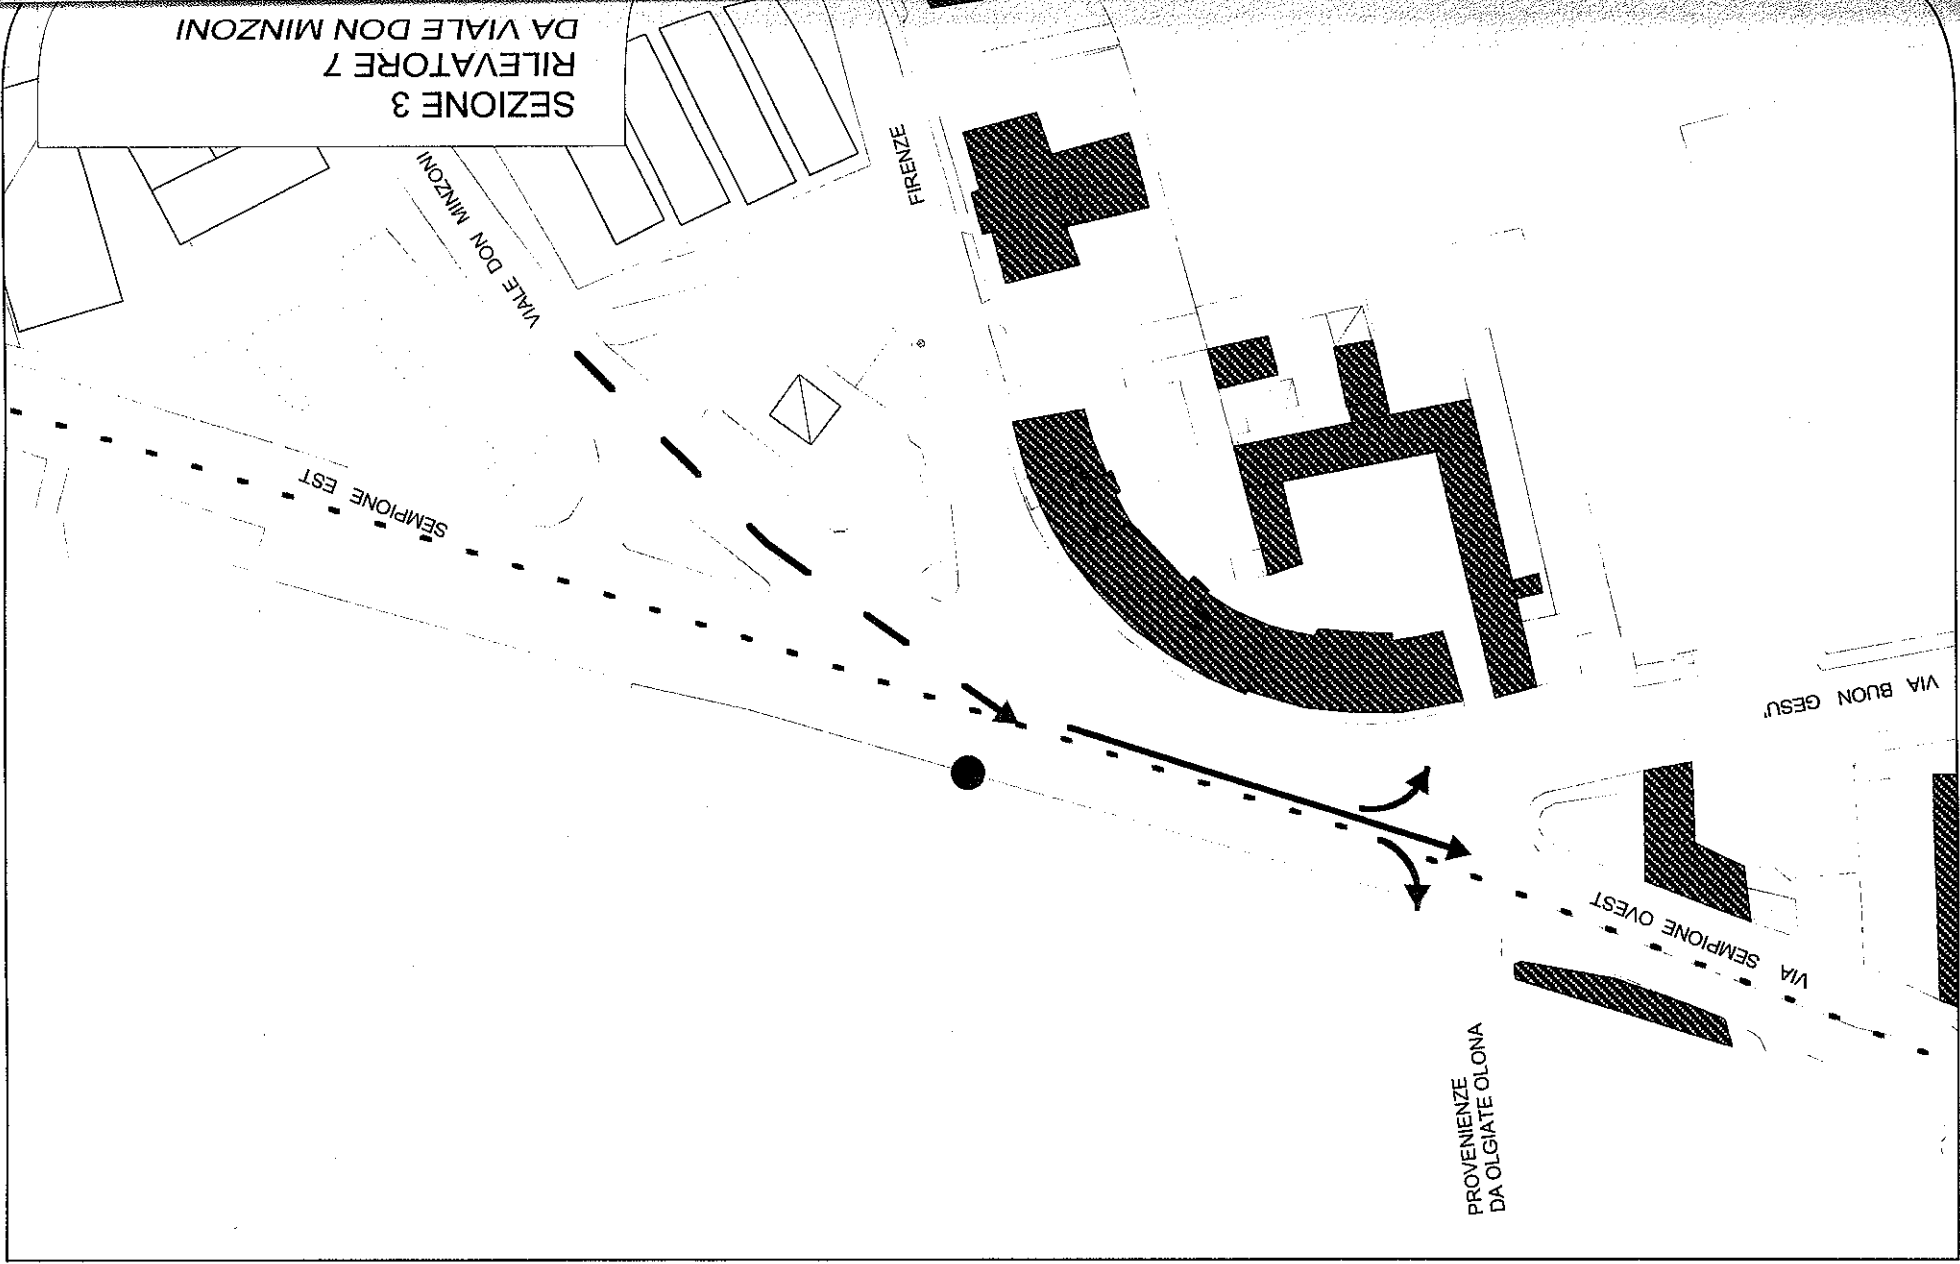 SEZIONE 3
RILEVATORE 7
DA VIALE DON MINZONI
VIALE DON MINZONI
FIRENZE
SEMPIONE EST
VIA BUON GESU'
VIA SEMPIONE OVEST
PROVENIENZE
DA OLGIATE OLONA